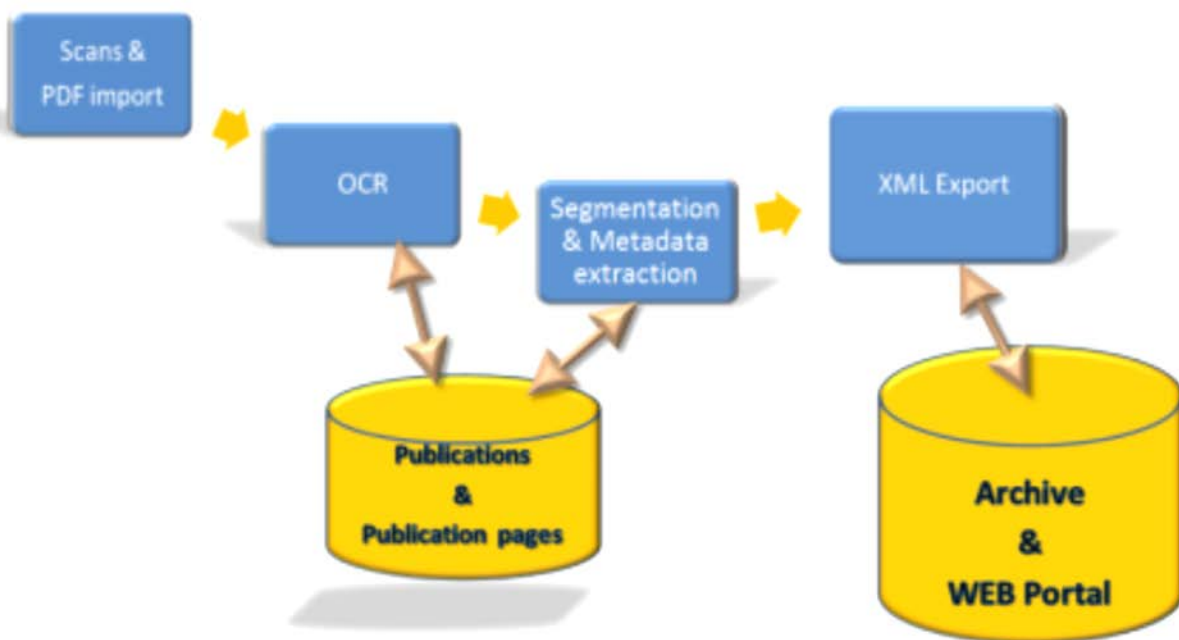 Scans &
PDF import
OCR
Segmentation
& Metadata
extraction
XML Export
Publications
&
Publication pages
Archive
&
WEB Portal